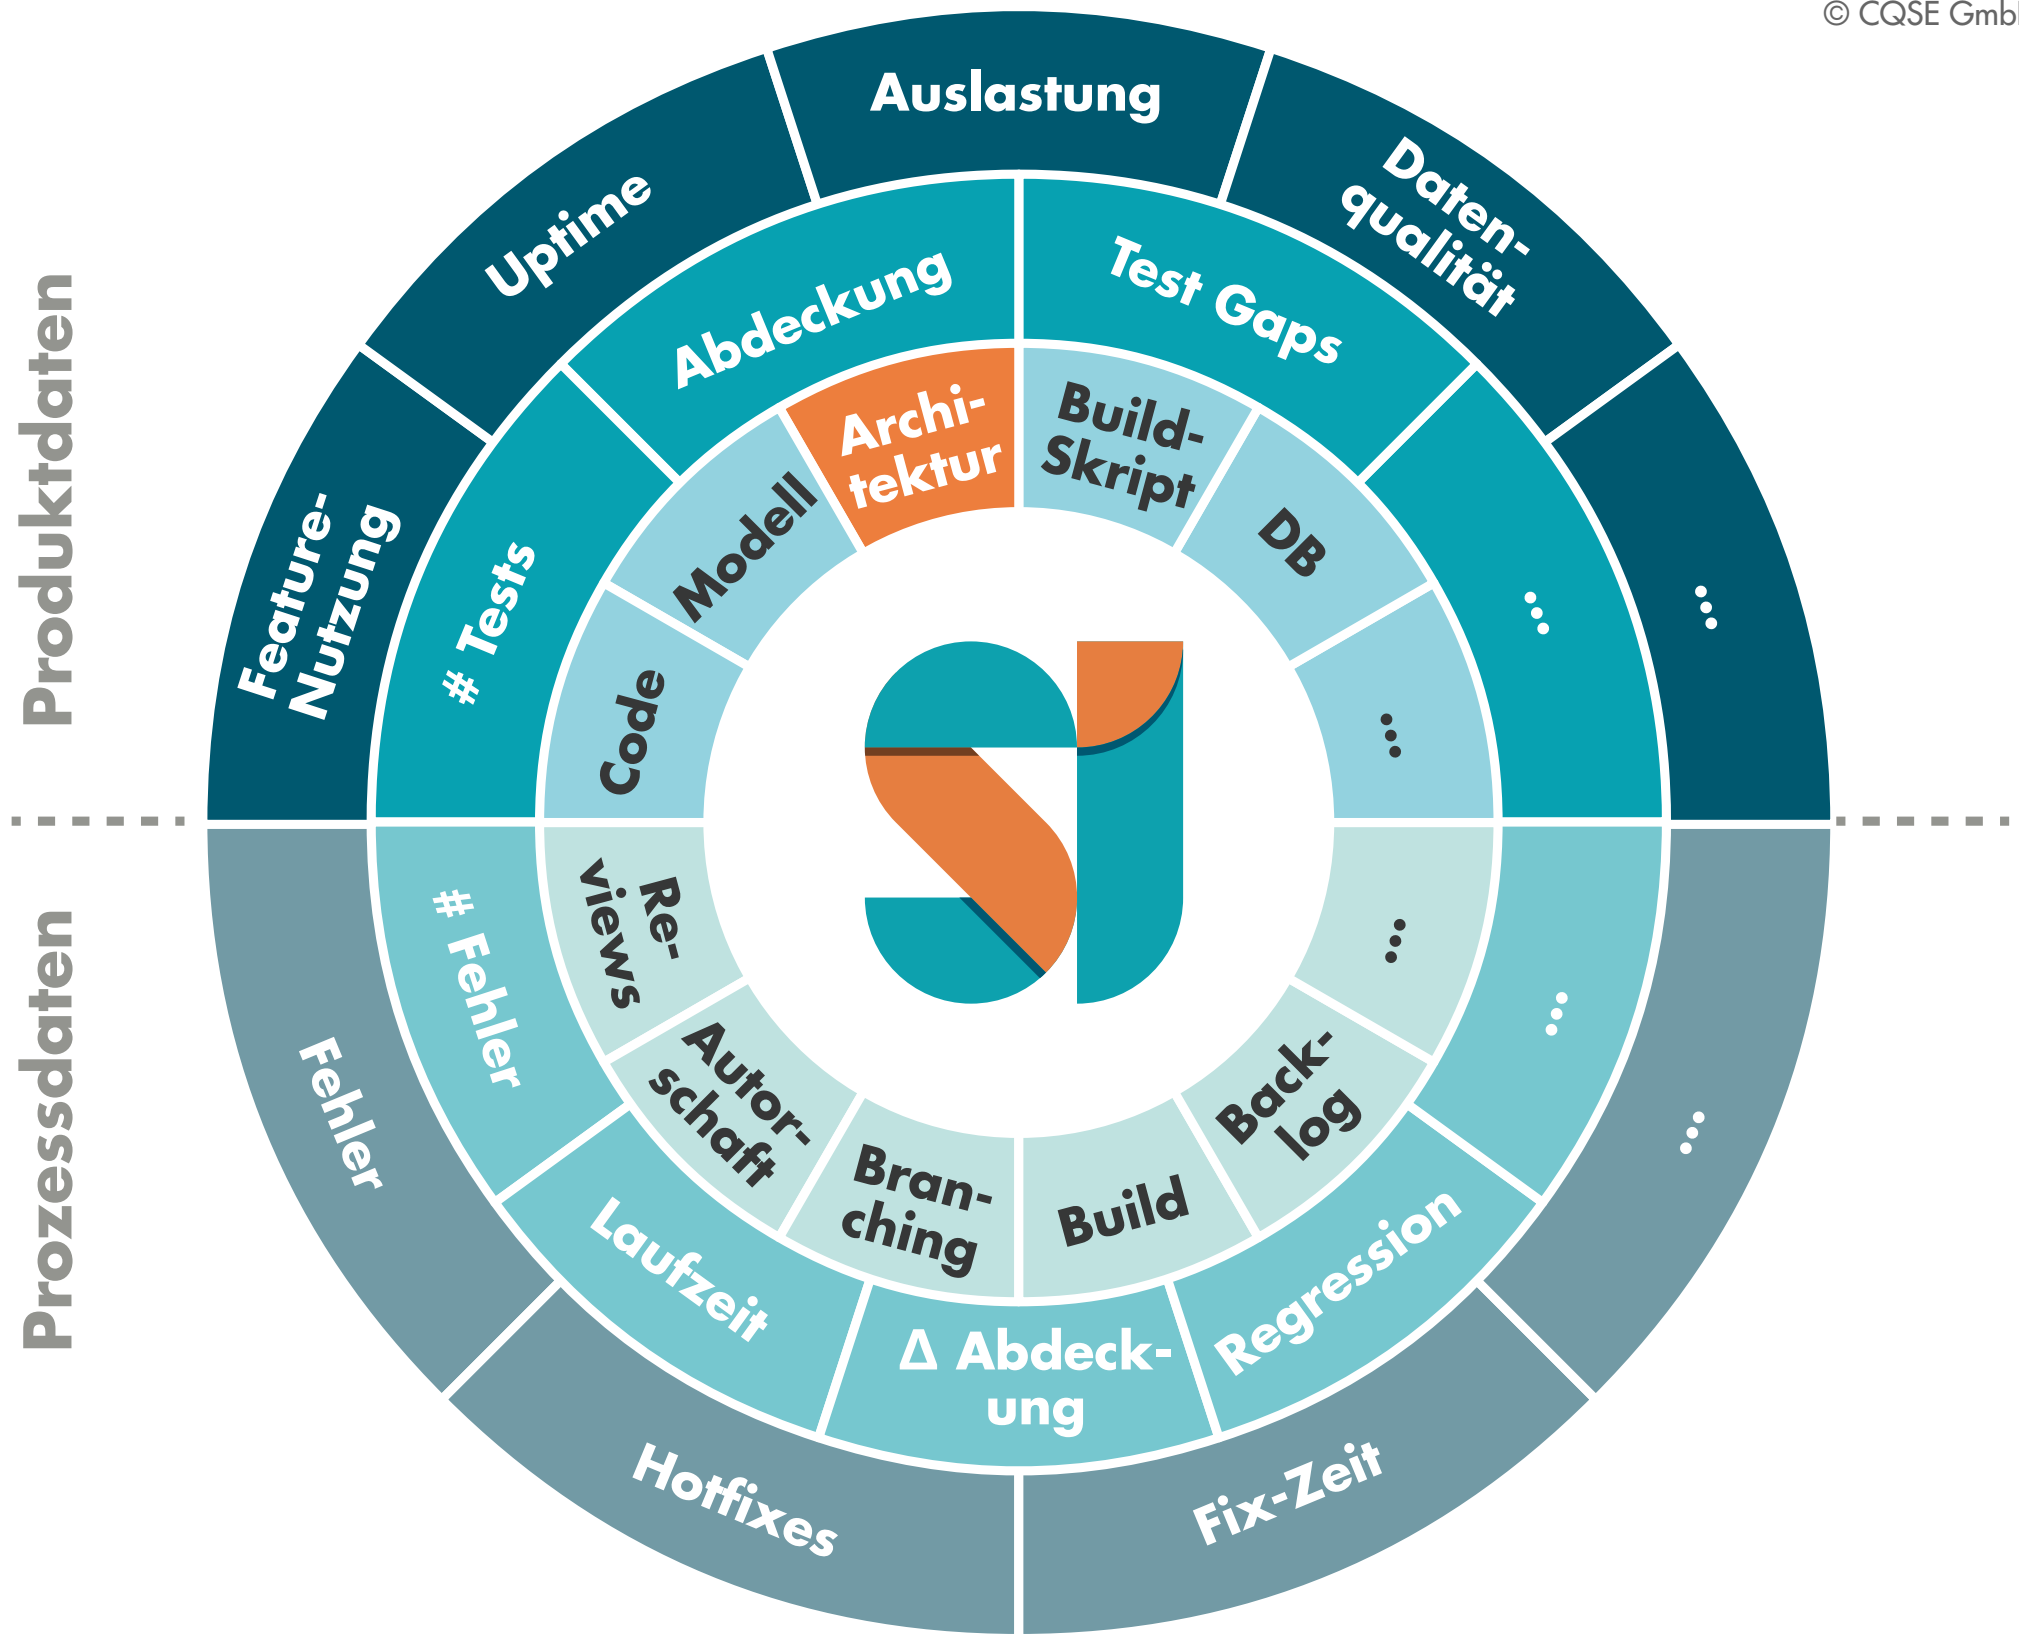 © CQSE Gmb
Produktdaten
Prozessdaten
Feature-
Nutzung
Uptime
Auslastung
Daten-
qualität
...
# Tests
Abdeckung
Test Gaps
...
Code
Modell
Archi-
tektur
Build-
Skript
DB
...
Re-
views
Autor-
schaft
Bran-
ching
Build
Back-
log
...
# Fehler
Laufzeit
Δ Abdeck-
ung
Regression
...
Fehler
Hotfixes
Fix-Zeit
...